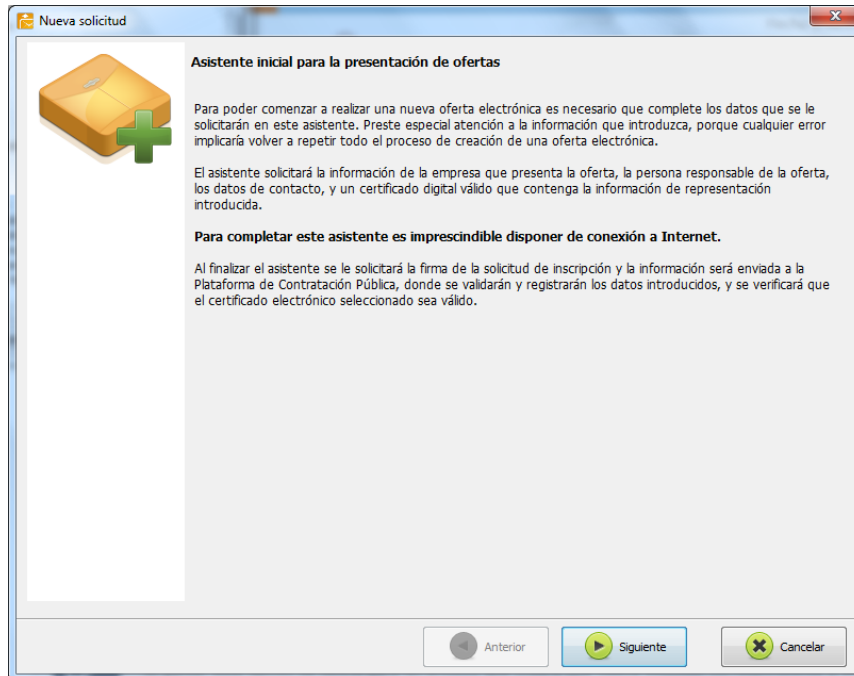 Nueva solicitud
Asistente inicial para la presentación de ofertas
Para poder comenzar a realizar una nueva oferta electrónica es necesario que complete los datos que se le
solicitarán en este asistente. Preste especial atención a la información que introduzca, porque cualquier error
implicaría volver a repetir todo el proceso de creación de una oferta electrónica.
El asistente solicitará la información de la empresa que presenta la oferta, la persona responsable de la oferta,
los datos de contacto, y un certificado digital válido que contenga la información de representación
introducida.
Para completar este asistente es imprescindible disponer de conexión a Internet.
Al finalizar el asistente se le solicitará la firma de la solicitud de inscripción y la información será enviada a la
Plataforma de Contratación Pública, donde se validarán y registrarán los datos introducidos, y se verificará que
el certificado electrónico seleccionado sea válido.
Anterior
Siguiente
Cancelar